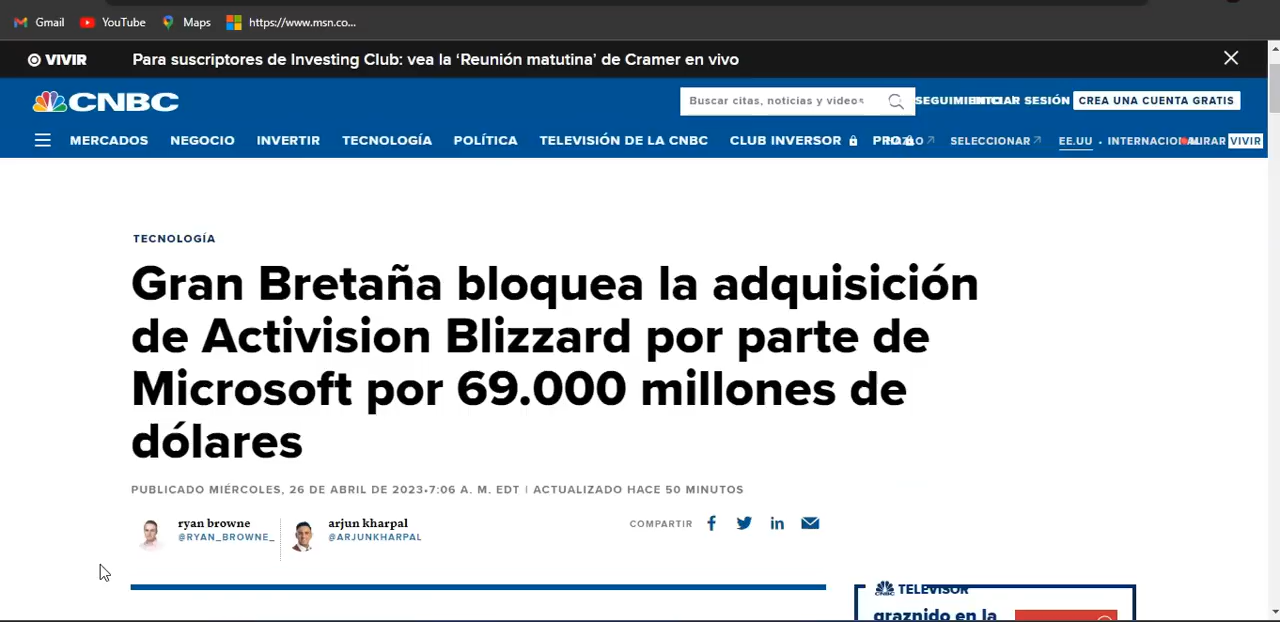 Gmail YouTube Maps https://www.msn.co...
VIVIR Para suscriptores de Investing Club: vea la ‘Reunión matutina’ de Cramer en vivo
CNBC Buscar citas, noticias y videos CREA UNA CUENTA GRATIS
MERCADOS NEGOCIO INVERTIR TECNOLOGÍA POLÍTICA TELEVISIÓN DE LA CNBC CLUB INVERSOR SELECCIONAR EE.UU VIVIR
TECNOLOGÍA
Gran Bretaña bloquea la adquisición
de Activision Blizzard por parte de
Microsoft por 69.000 millones de
dólares
PUBLICADO MIÉRCOLES, 26 DE ABRIL DE 2023•7:06 A. M. EDT | ACTUALIZADO HACE 50 MINUTOS
ryan browne arjun kharpal COMPARTIR
@RYAN_BROWNE_ @ARJUNKHARPAL
CNBC TELEVISOR
graznido en la